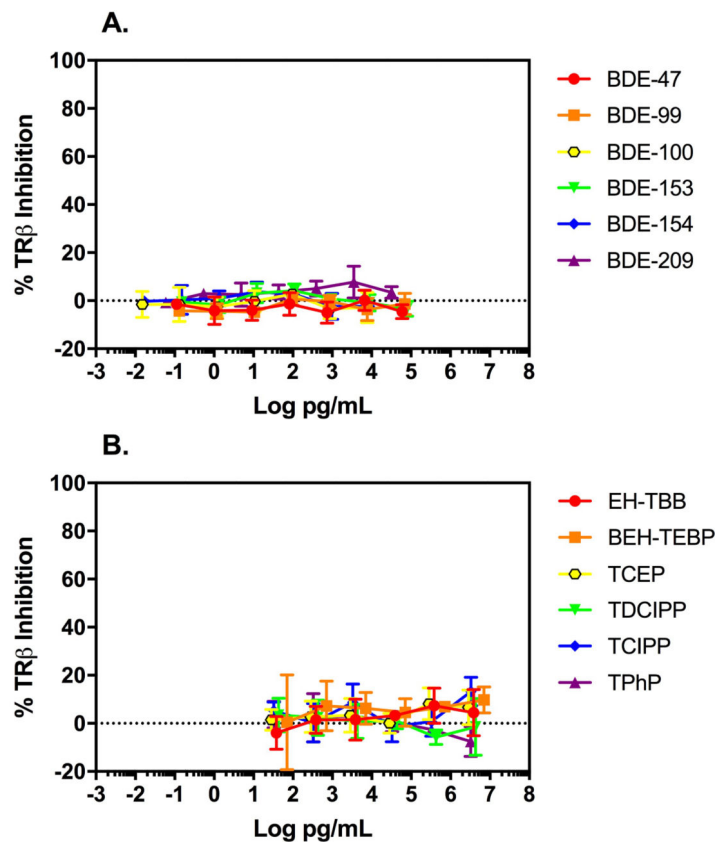 A.
100
80
60
40
20
0
-20
% TRβ Inhibition
-3 -2 -1 0 1 2 3 4 5 6 7 8
Log pg/mL
BDE-47
BDE-99
BDE-100
BDE-153
BDE-154
BDE-209
B.
100
80
60
40
20
0
-20
% TRβ Inhibition
-3 -2 -1 0 1 2 3 4 5 6 7 8
Log pg/mL
EH-TBB
BEH-TEBP
TCEP
TDCIPP
TCIPP
TPhP